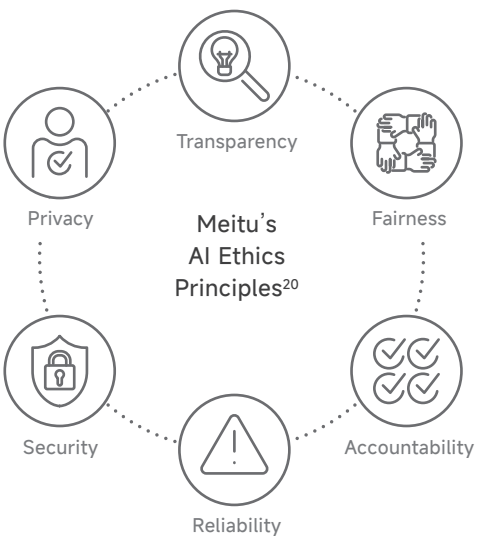 Transparency
Privacy
Fairness
Meitu’s
AI Ethics
Principles²⁰
Security
Accountability
Reliability